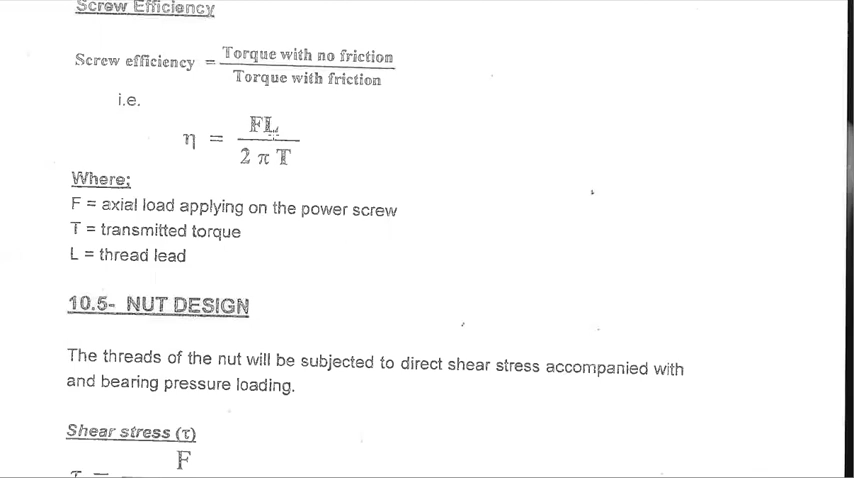 Screw Efficiency
Screw efficiency = Torque with no friction / Torque with friction
i.e.
η = FL / 2 π T
Where;
F = axial load applying on the power screw
T = transmitted torque
L = thread lead
10.5- NUT DESIGN
The threads of the nut will be subjected to direct shear stress accompanied with
and bearing pressure loading.
Shear stress (τ)
F
τ =